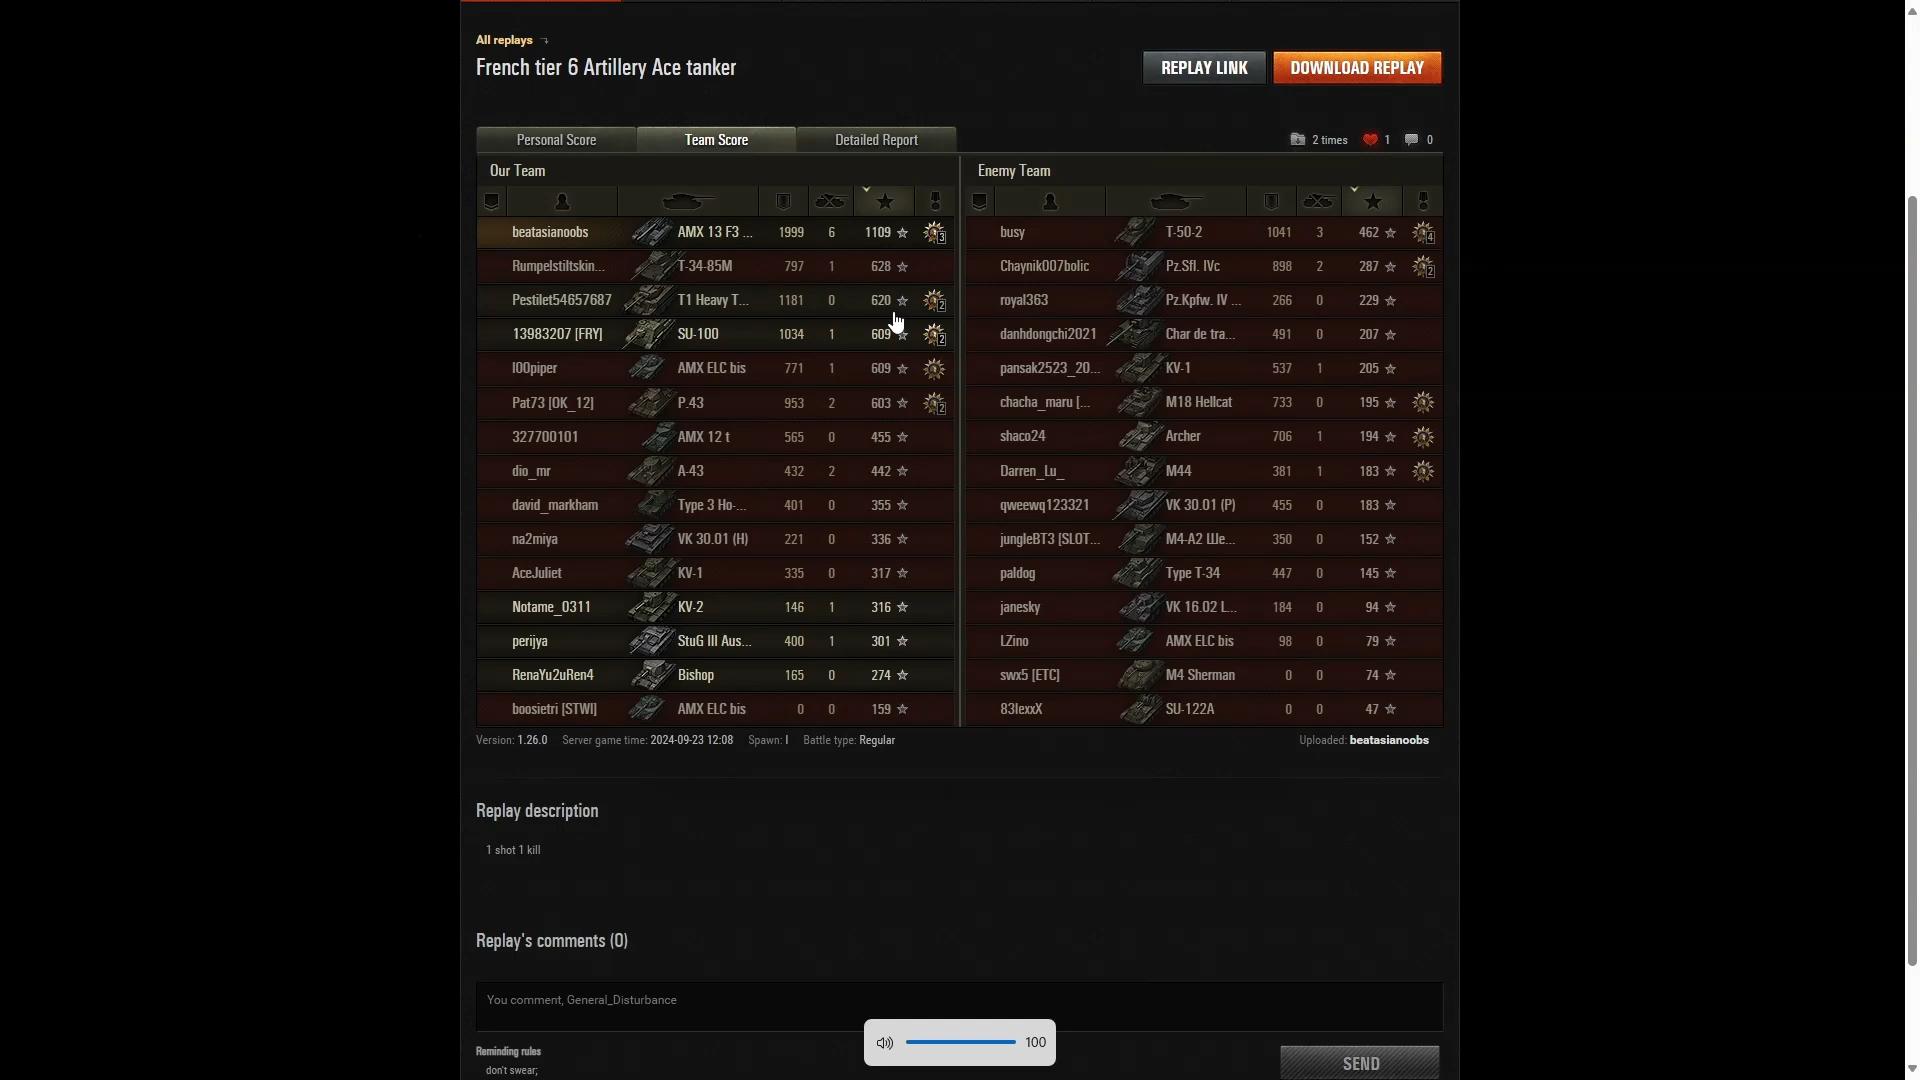 All replays
French tier 6 Artillery Ace tanker
REPLAY LINK
DOWNLOAD REPLAY
Personal Score
Team Score
Detailed Report
2 times
1
0
Our Team
Enemy Team
beatasianoobs AMX 13 F3 ... 1999 6 1109 3
busy T-50-2 1041 3 462 4
Rumpelstiltskin... T-34-85M 797 1 628
Chaynik007bolic Pz.Sfl. IVc 898 2 287 2
Pestilet54657687 T1 Heavy T... 1181 0 620 2
royal363 Pz.Kpfw. IV ... 266 0 229
13983207 [FRY] SU-100 1034 1 609 2
danhdongchi2021 Char de tra... 491 0 207
l00piper AMX ELC bis 771 1 609
pansak2523_20... KV-1 537 1 205
Pat73 [OK_12] P.43 953 2 603 2
chacha_maru [... M18 Hellcat 733 0 195
327700101 AMX 12 t 565 0 455
shaco24 Archer 706 1 194
dio_mr A-43 432 2 442
Darren_Lu_ M44 381 1 183
david_markham Type 3 Ho-... 401 0 355
qweewq123321 VK 30.01 (P) 455 0 183
na2miya VK 30.01 (H) 221 0 336
jungleBT3 [SLOT... M4-A2 Ше... 350 0 152
AceJuliet KV-1 335 0 317
paldog Type T-34 447 0 145
Notame_0311 KV-2 146 1 316
janesky VK 16.02 L... 184 0 94
perijya StuG III Aus... 400 1 301
LZino AMX ELC bis 98 0 79
RenaYu2uRen4 Bishop 165 0 274
swx5 [ETC] M4 Sherman 0 0 74
boosietri [STWI] AMX ELC bis 0 0 159
83lexxX SU-122A 0 0 47
Version: 1.26.0 Server game time: 2024-09-23 12:08 Spawn: I Battle type: Regular
Uploaded: beatasianoobs
Replay description
1 shot 1 kill
Replay's comments (0)
You comment, General_Disturbance
100
Reminding rules
don't swear;
SEND